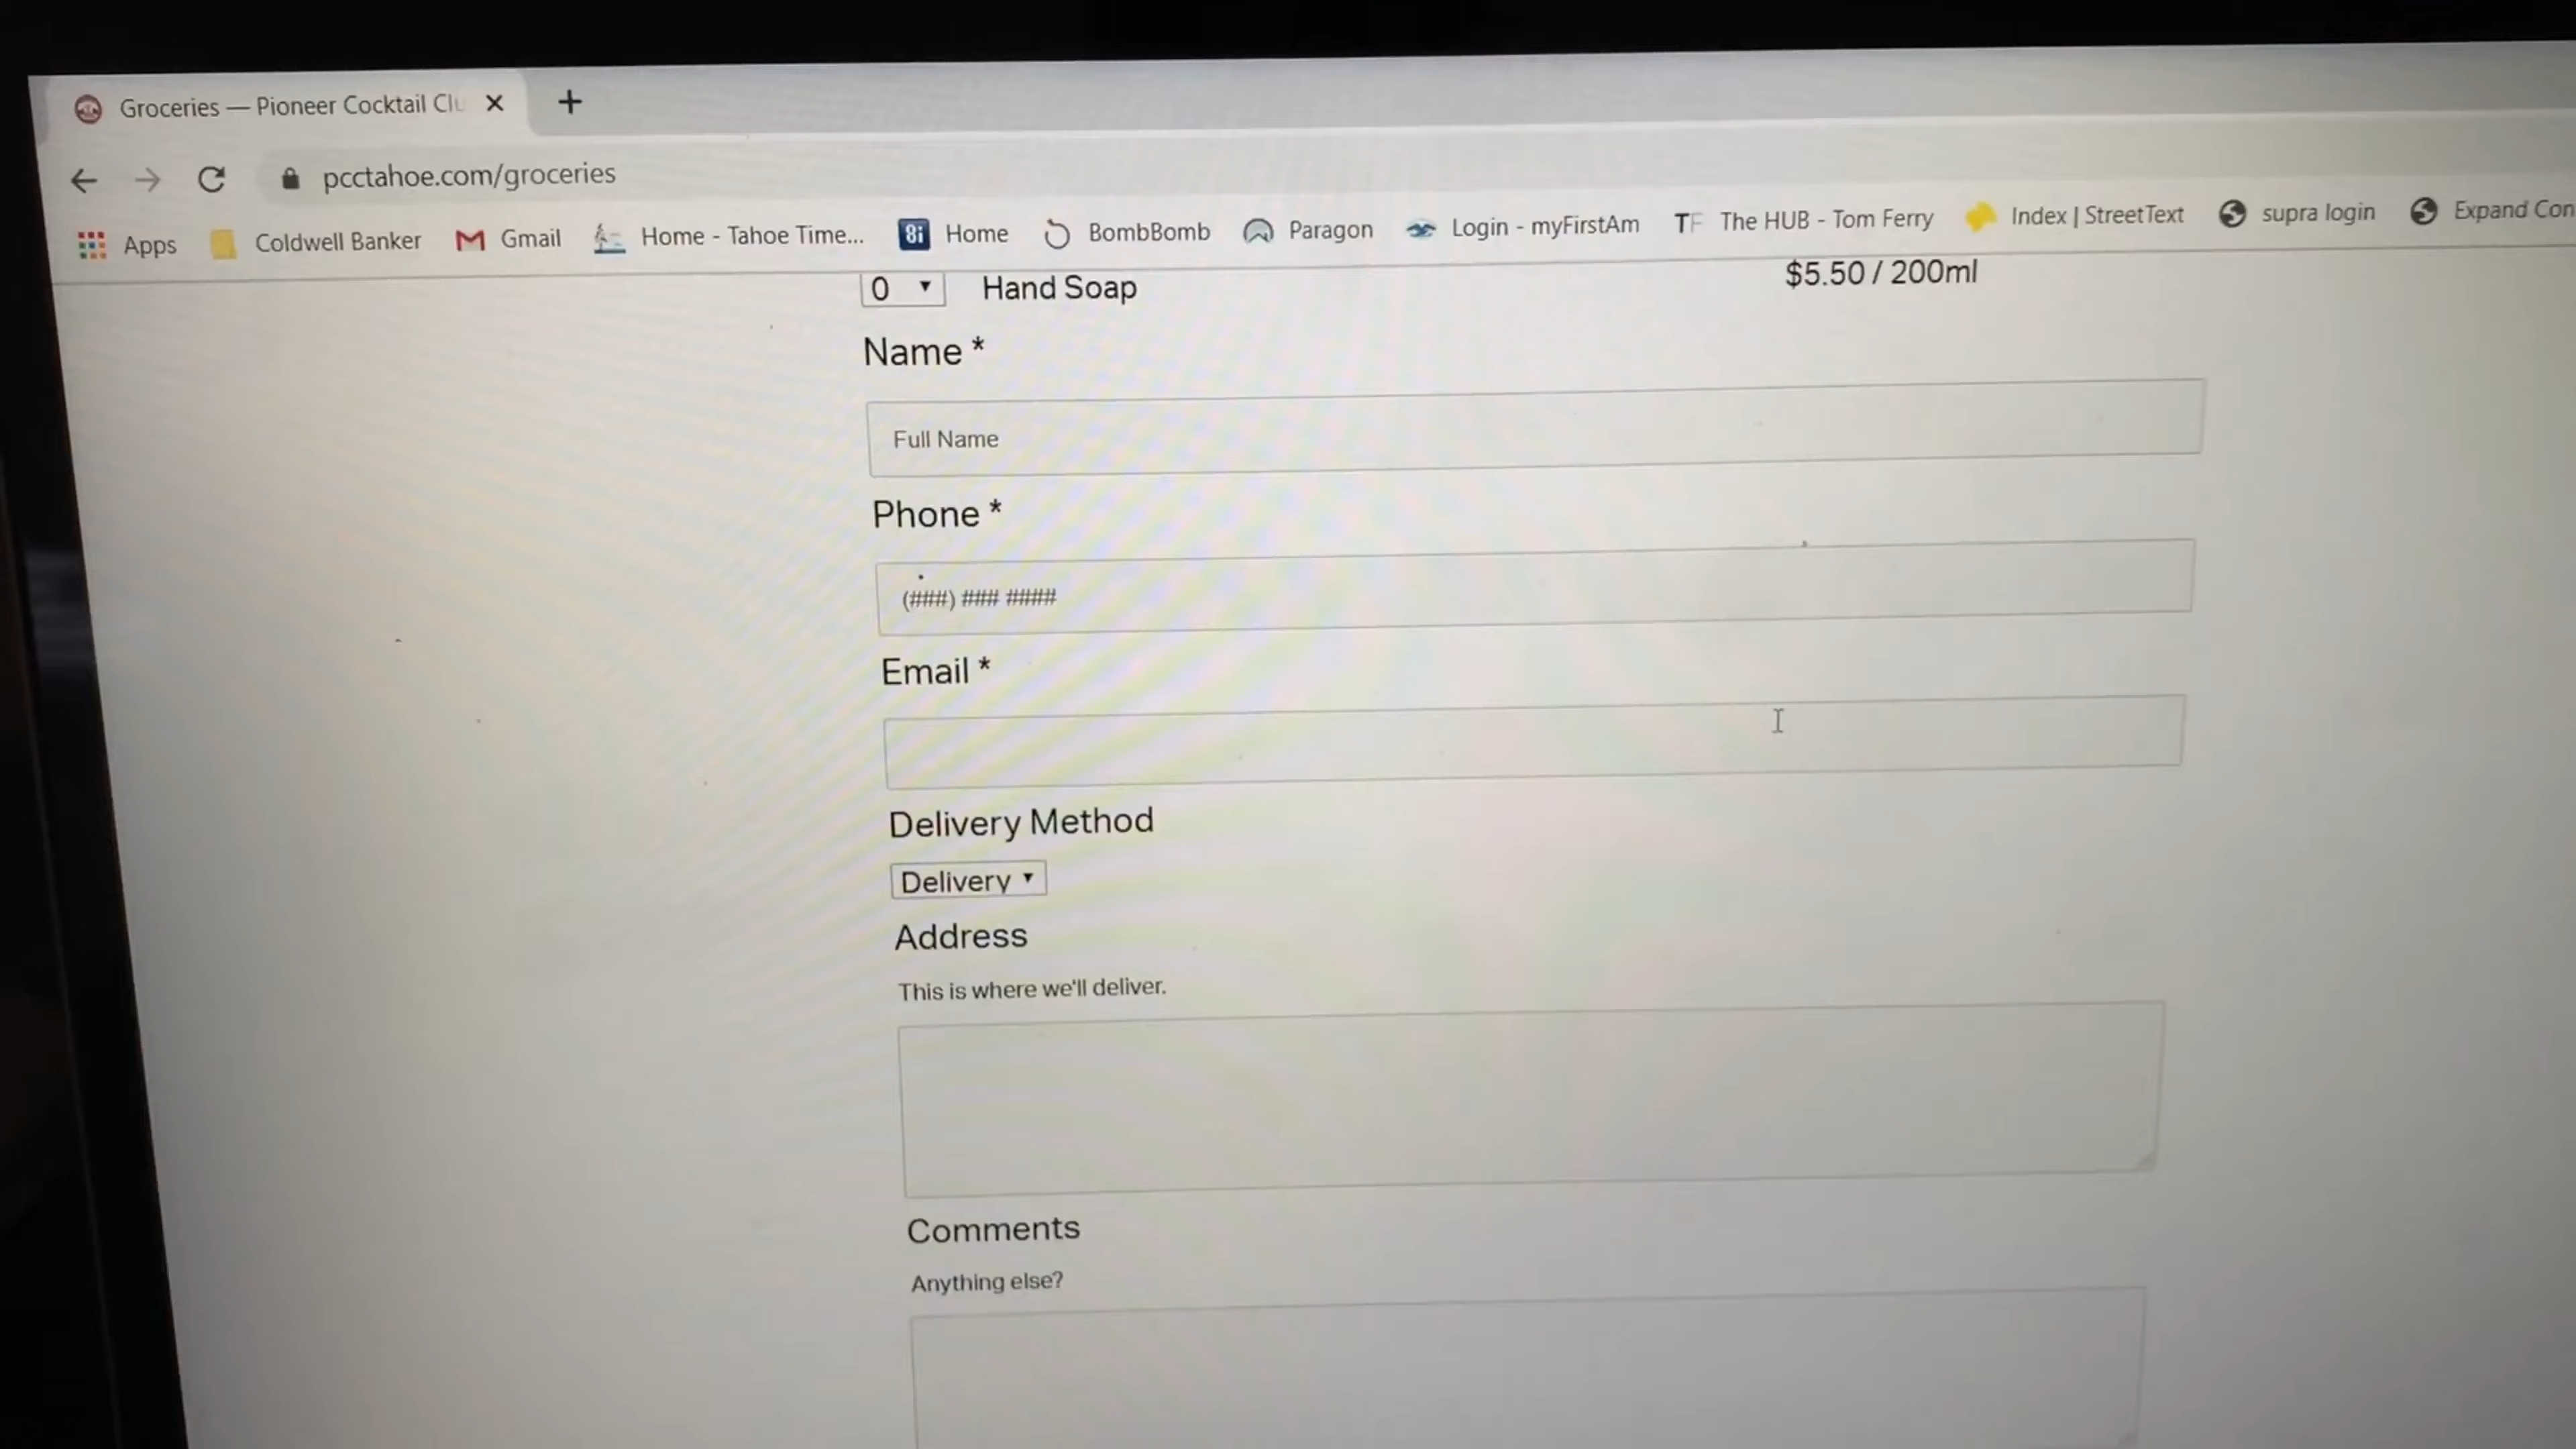 Groceries — Pioneer Cocktail Clu
pcctahoe.com/groceries
Apps Coldwell Banker Gmail Home - Tahoe Time... 8i Home BombBomb Paragon Login - myFirstAm TF The HUB - Tom Ferry Index | StreetText supra login Expand Con
0 Hand Soap $5.50 / 200ml
Name *
Full Name
Phone *
(###) ### ####
Email *
Delivery Method
Delivery
Address
This is where we'll deliver.
Comments
Anything else?